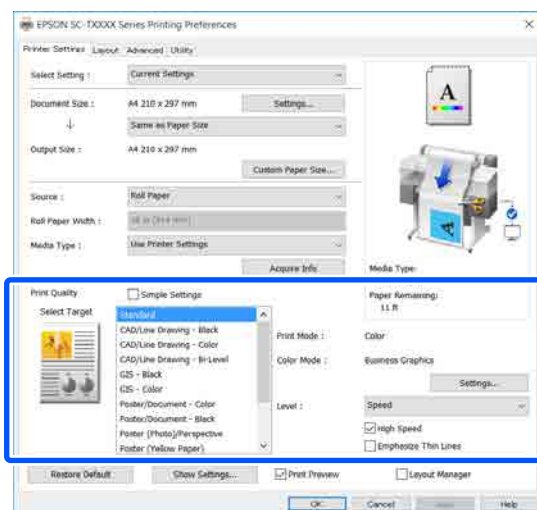 EPSON SC-TXXXX Series Printing Preferences
Printer Settings Layout Advanced Utility
Select Setting : Current Settings
Document Size : A4 210 x 297 mm Settings...
Same as Paper Size
Output Size : A4 210 x 297 mm
Custom Paper Size...
Source : Roll Paper
Roll Paper Width :
Media Type : Use Printer Settings
Acquire Info Media Type:
Print Quality Simple Settings Paper Remaining:
Select Target Standard 11 ft
CAD/Line Drawing - Black Print Mode : Color
CAD/Line Drawing - Color
CAD/Line Drawing - Bi-Level Color Mode : Business Graphics
GIS - Black
GIS - Color Settings...
Poster/Document - Color Level : Speed
Poster/Document - Black
Poster (Photo)/Perspective High Speed
Poster (Yellow Paper) Emphasize Thin Lines
Restore Default Show Settings... Print Preview Layout Manager
OK Cancel Help
A